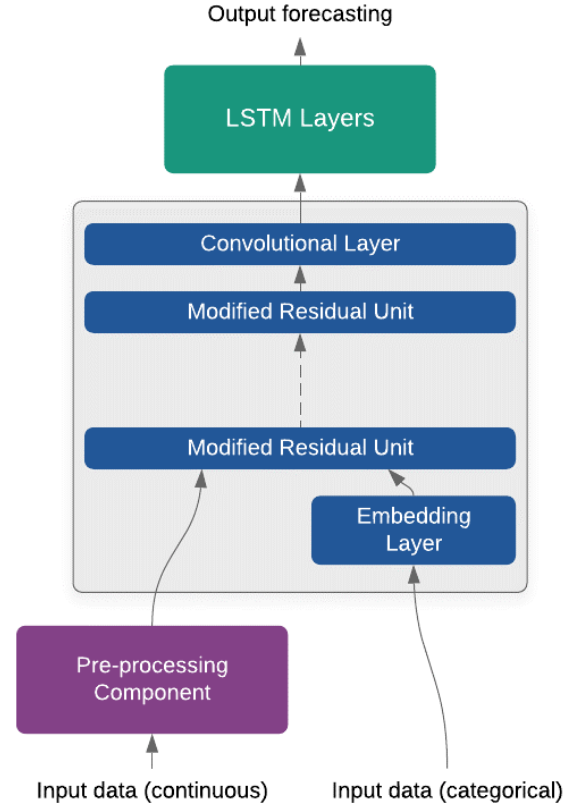 Output forecasting
LSTM Layers
Convolutional Layer
Modified Residual Unit
Modified Residual Unit
Embedding
Layer
Pre-processing
Component
Input data (continuous)
Input data (categorical)